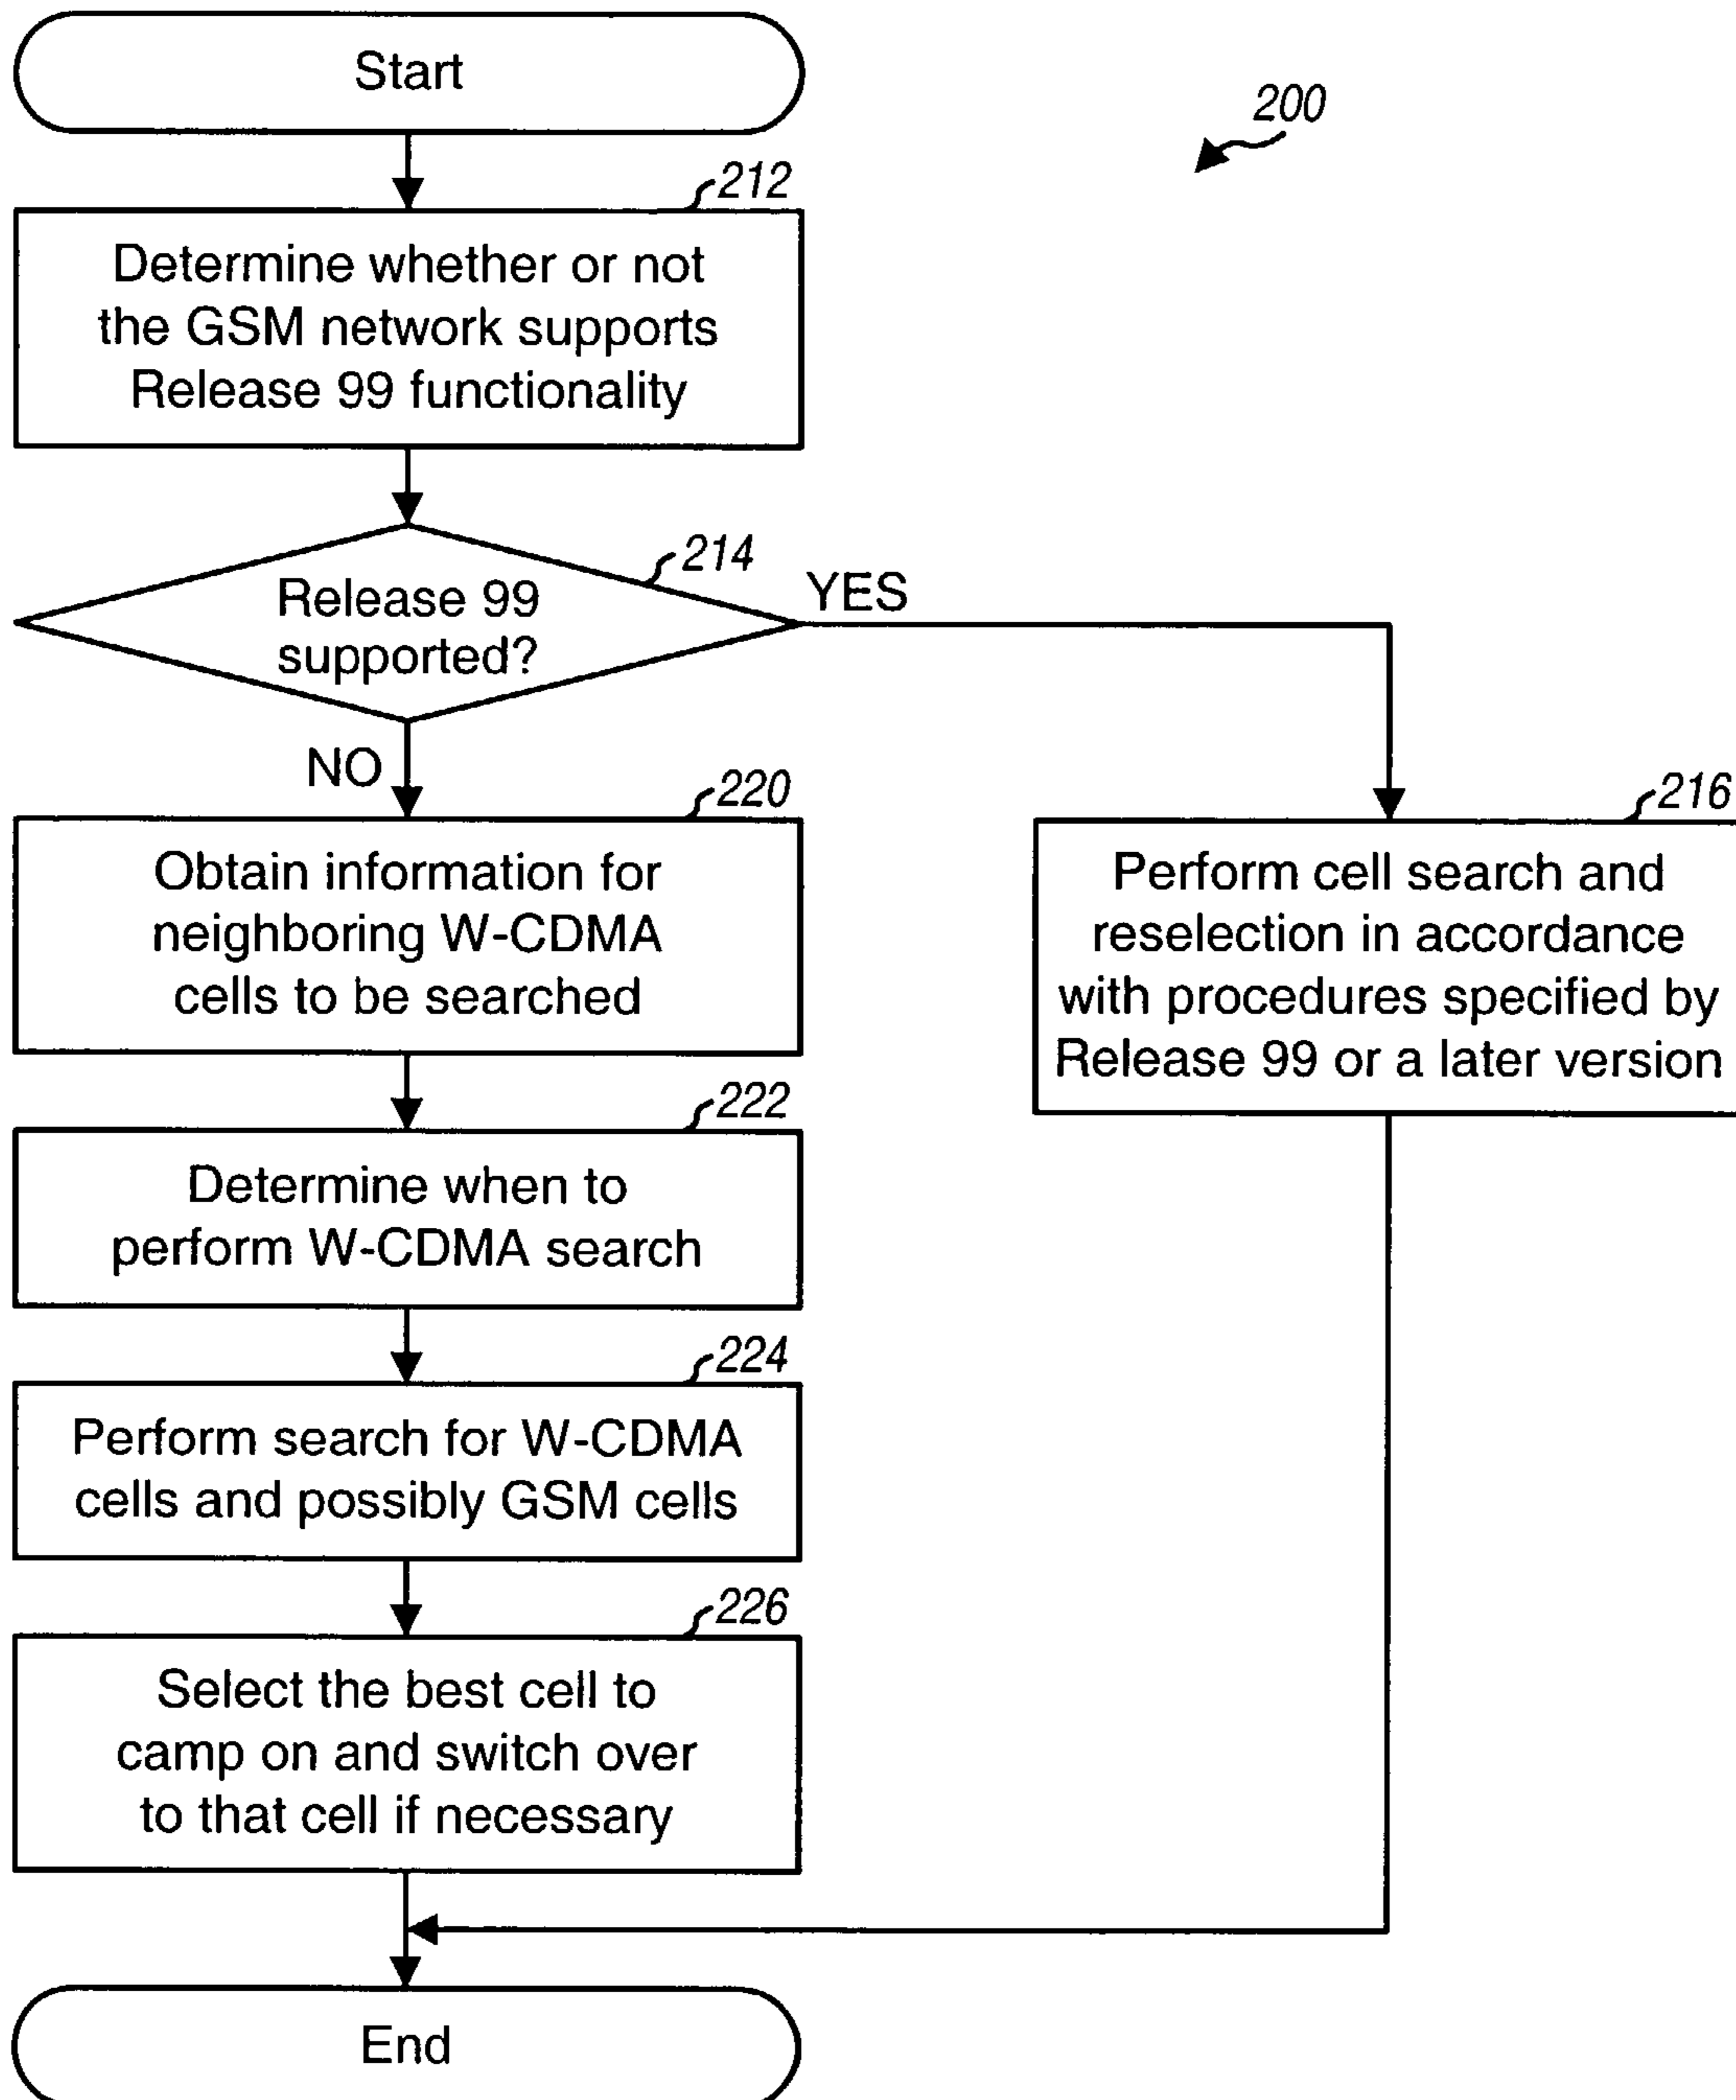 Start
200
212
Determine whether or not
the GSM network supports
Release 99 functionality
214
Release 99
supported?
YES
NO
220
Obtain information for
neighboring W-CDMA
cells to be searched
216
Perform cell search and
reselection in accordance
with procedures specified by
Release 99 or a later version
222
Determine when to
perform W-CDMA search
224
Perform search for W-CDMA
cells and possibly GSM cells
226
Select the best cell to
camp on and switch over
to that cell if necessary
End